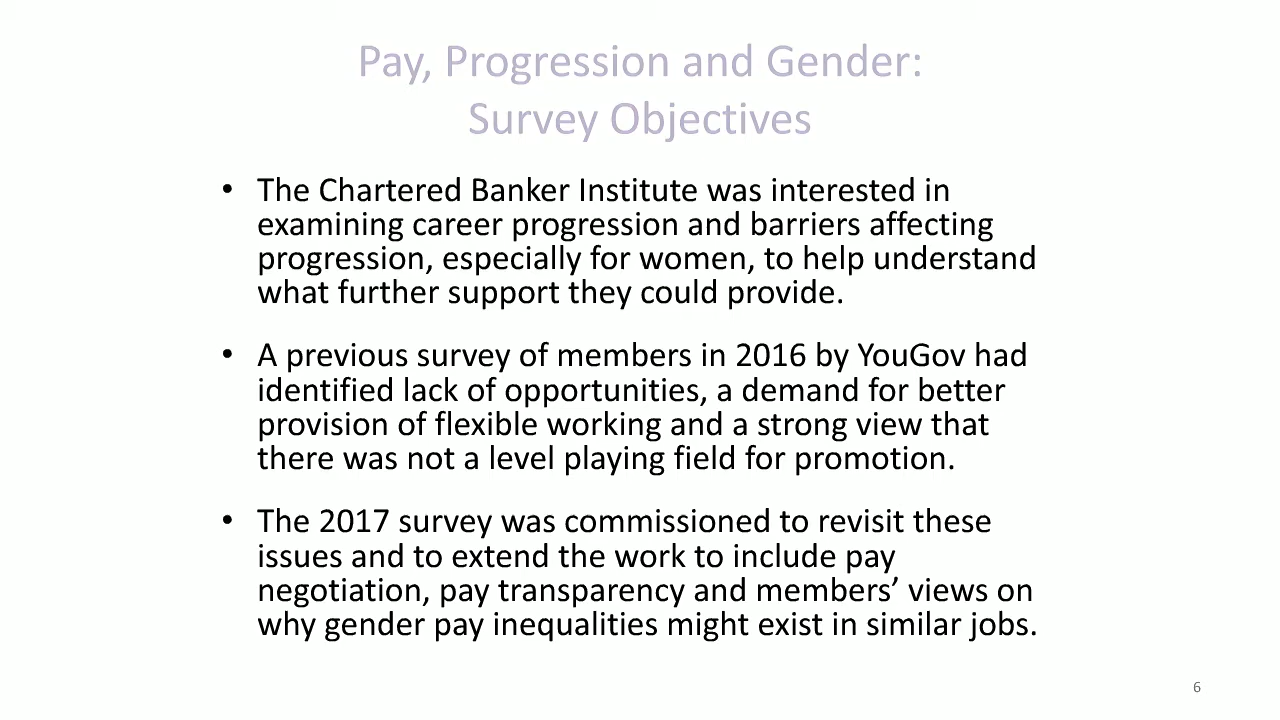 Pay, Progression and Gender:
Survey Objectives
• The Chartered Banker Institute was interested in
examining career progression and barriers affecting
progression, especially for women, to help understand
what further support they could provide.
• A previous survey of members in 2016 by YouGov had
identified lack of opportunities, a demand for better
provision of flexible working and a strong view that
there was not a level playing field for promotion.
• The 2017 survey was commissioned to revisit these
issues and to extend the work to include pay
negotiation, pay transparency and members’ views on
why gender pay inequalities might exist in similar jobs.
6